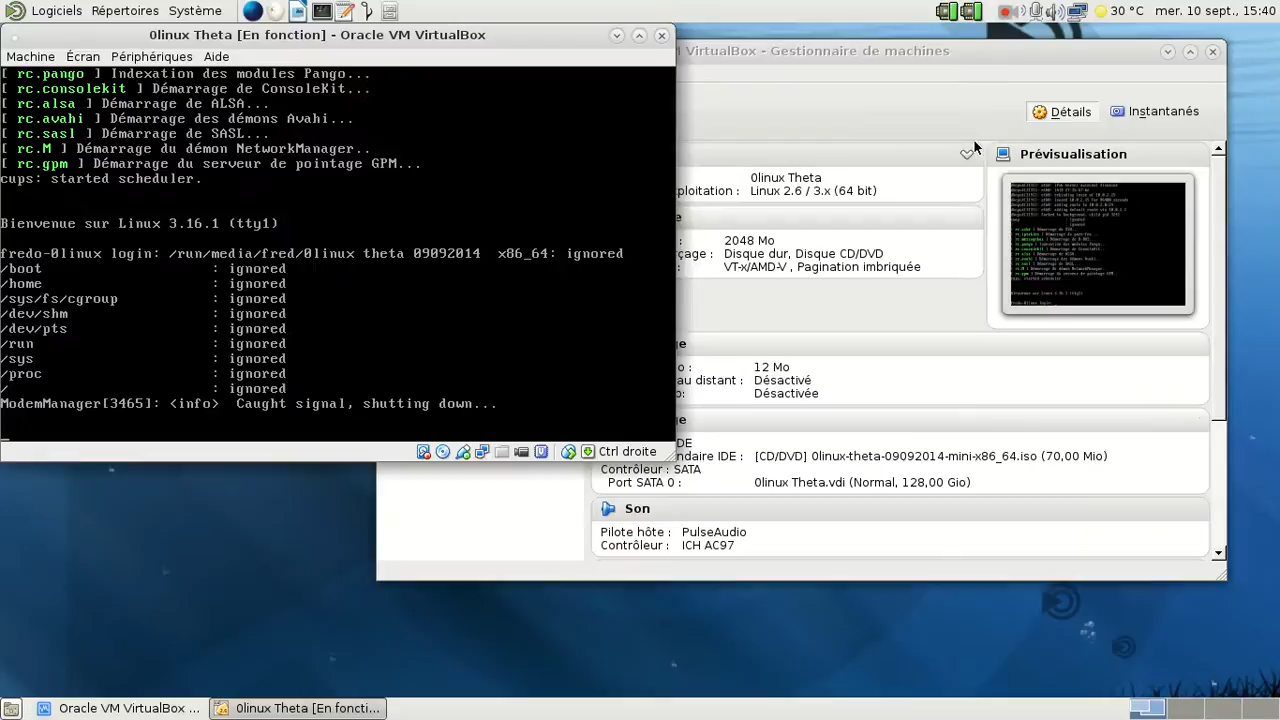 Logiciels Répertoires Système
30 °C mer. 10 sept., 15:40
0linux Theta [En fonction] - Oracle VM VirtualBox
Machine Écran Périphériques Aide
[ rc.pango ] Indexation des modules Pango...
[ rc.consolekit ] Démarrage de ConsoleKit...
[ rc.alsa ] Démarrage de ALSA...
[ rc.avahi ] Démarrage des démons Avahi...
[ rc.sasl ] Démarrage de SASL...
[ rc.M ] Démarrage du démon NetworkManager..
[ rc.gpm ] Démarrage du serveur de pointage GPM...
cups: started scheduler.
Bienvenue sur Linux 3.16.1 (tty1)
fredo-0linux login: /run/media/fred/0linux theta 09092014 x86_64: ignored
/boot : ignored
/home : ignored
/sys/fs/cgroup : ignored
/dev/shm : ignored
/dev/pts : ignored
/run : ignored
/sys : ignored
/proc : ignored
/ : ignored
ModemManager[3465]: <info> Caught signal, shutting down...
Ctrl droite
M VirtualBox - Gestionnaire de machines
Détails Instantanés
Prévisualisation
0linux Theta
ploitation : Linux 2.6 / 3.x (64 bit)
e
2048 Mo
rçage : Disque dur, Disque CD/DVD
VT-x/AMD-V , Pagination imbriquée
ge
o : 12 Mo
au distant : Désactivé
Désactivée
ge
DE
ndaire IDE : [CD/DVD] 0linux-theta-09092014-mini-x86_64.iso (70,00 Mio)
Contrôleur : SATA
Port SATA 0 : 0linux Theta.vdi (Normal, 128,00 Gio)
Son
Pilote hôte : PulseAudio
Contrôleur : ICH AC97
Oracle VM VirtualBox ...
0linux Theta [En foncti...